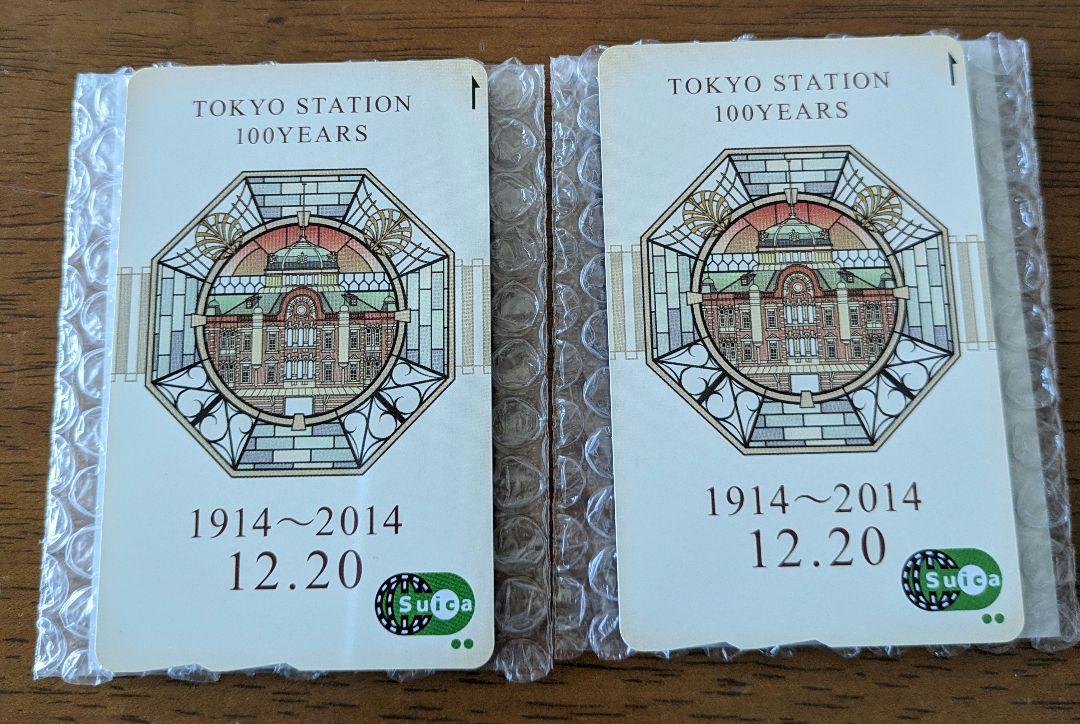 TOKYO STATION
100YEARS
1914～2014
12.20
Suica
TOKYO STATION
100YEARS
1914～2014
12.20
Suica